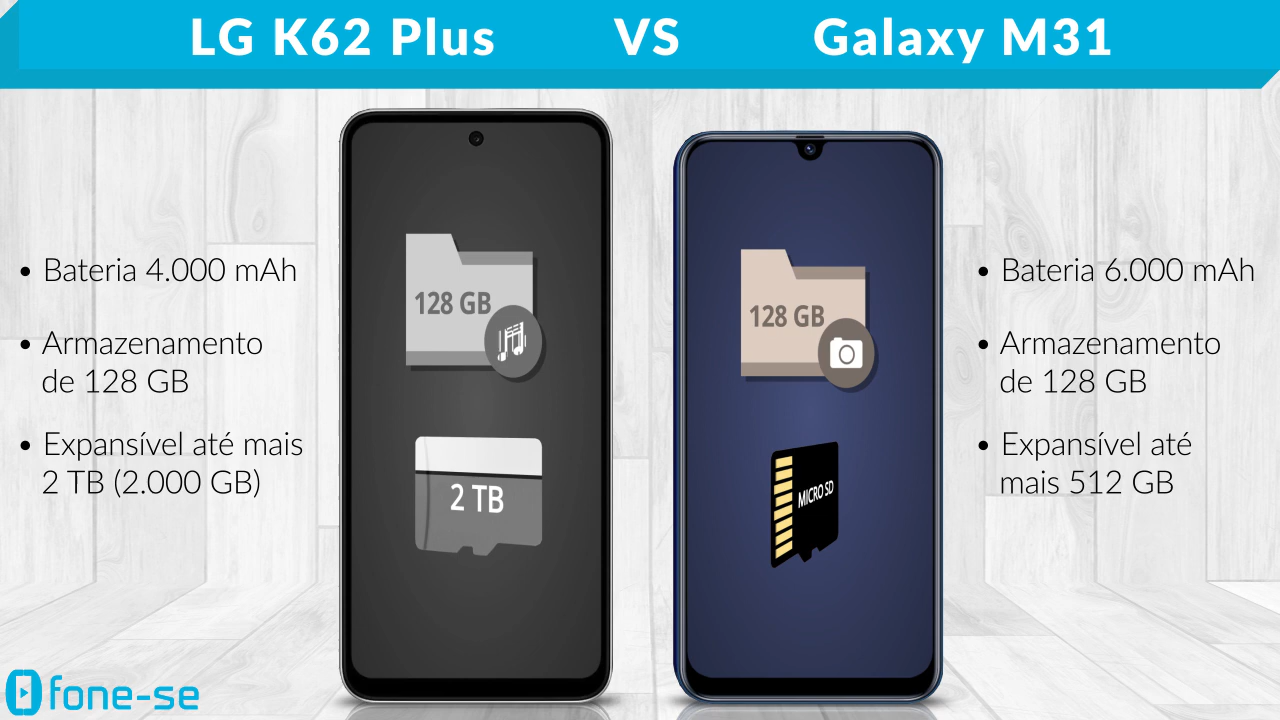 LG K62 Plus VS Galaxy M31
• Bateria 4.000 mAh
• Armazenamento
de 128 GB
• Expansível até mais
2 TB (2.000 GB)
128 GB
2 TB
128 GB
MICRO SD
• Bateria 6.000 mAh
• Armazenamento
de 128 GB
• Expansível até
mais 512 GB
fone-se